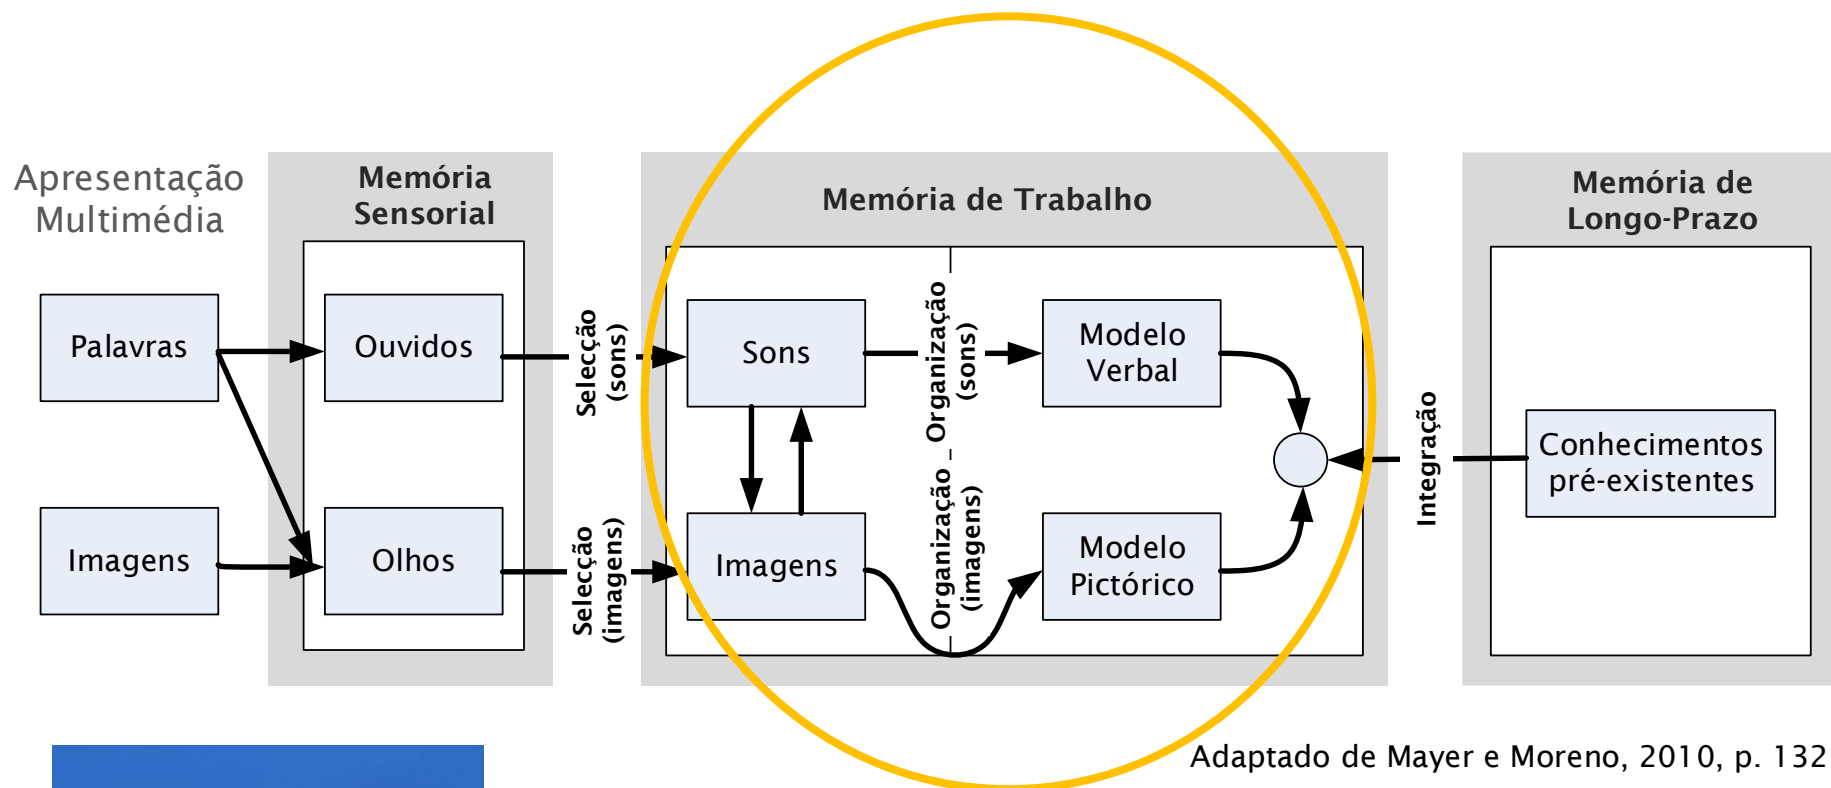 Apresentação
Multimédia
Memória
Sensorial
Memória de Trabalho
Memória de
Longo-Prazo
Palavras
Ouvidos
Selecção
(sons)
Sons
Organização
(sons)
Modelo
Verbal
Integração
Conhecimentos
pré-existentes
Imagens
Olhos
Selecção
(imagens)
Imagens
Organização
(imagens)
Modelo
Pictórico
Adaptado de Mayer e Moreno, 2010, p. 132